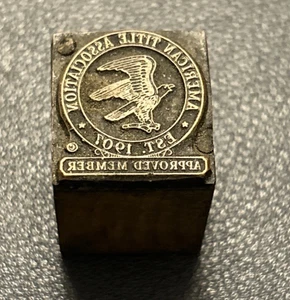 AMERICAN TITLE ASSOCIATION
EST. 1907
©
APPROVED MEMBER